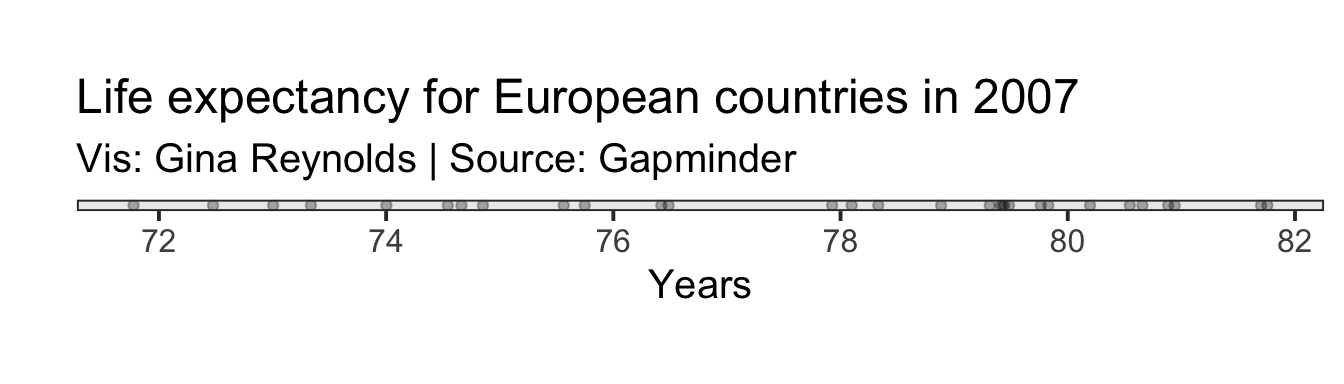 Life expectancy for European countries in 2007
Vis: Gina Reynolds | Source: Gapminder
72 74 76 78 80 82
Years